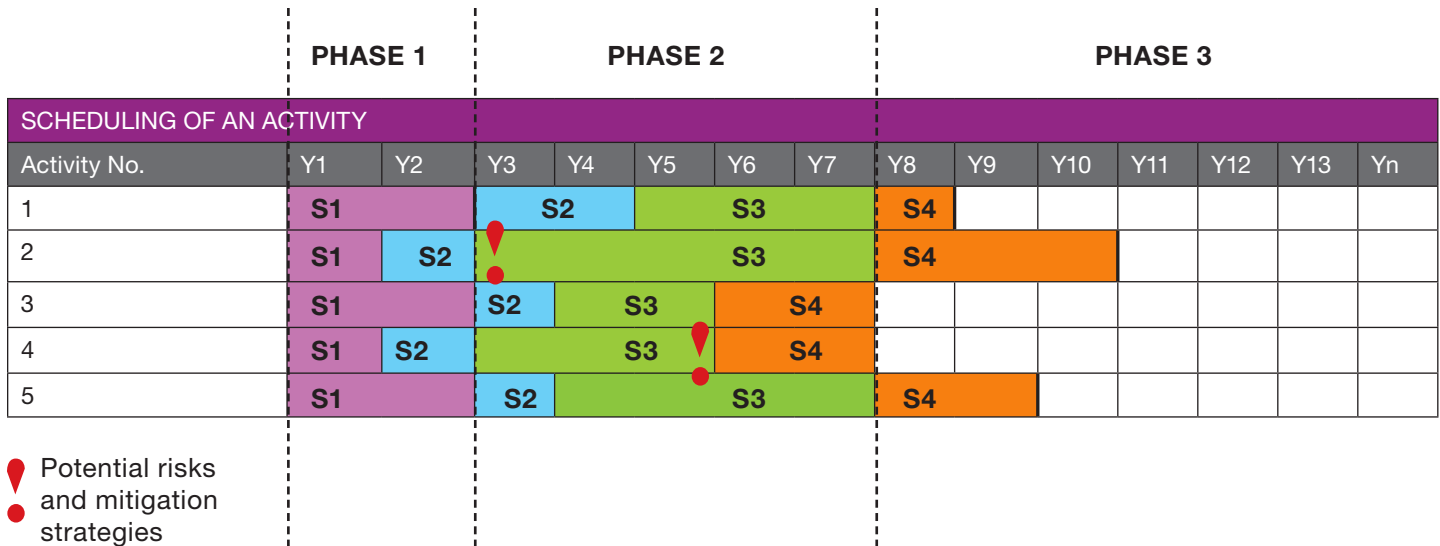 PHASE 1 PHASE 2 PHASE 3
SCHEDULING OF AN ACTIVITY
Activity No. Y1 Y2 Y3 Y4 Y5 Y6 Y7 Y8 Y9 Y10 Y11 Y12 Y13 Yn
1 S1 S2 S3 S4
2 S1 S2 S3 S4
3 S1 S2 S3 S4
4 S1 S2 S3 S4
5 S1 S2 S3 S4
Potential risks
and mitigation
strategies